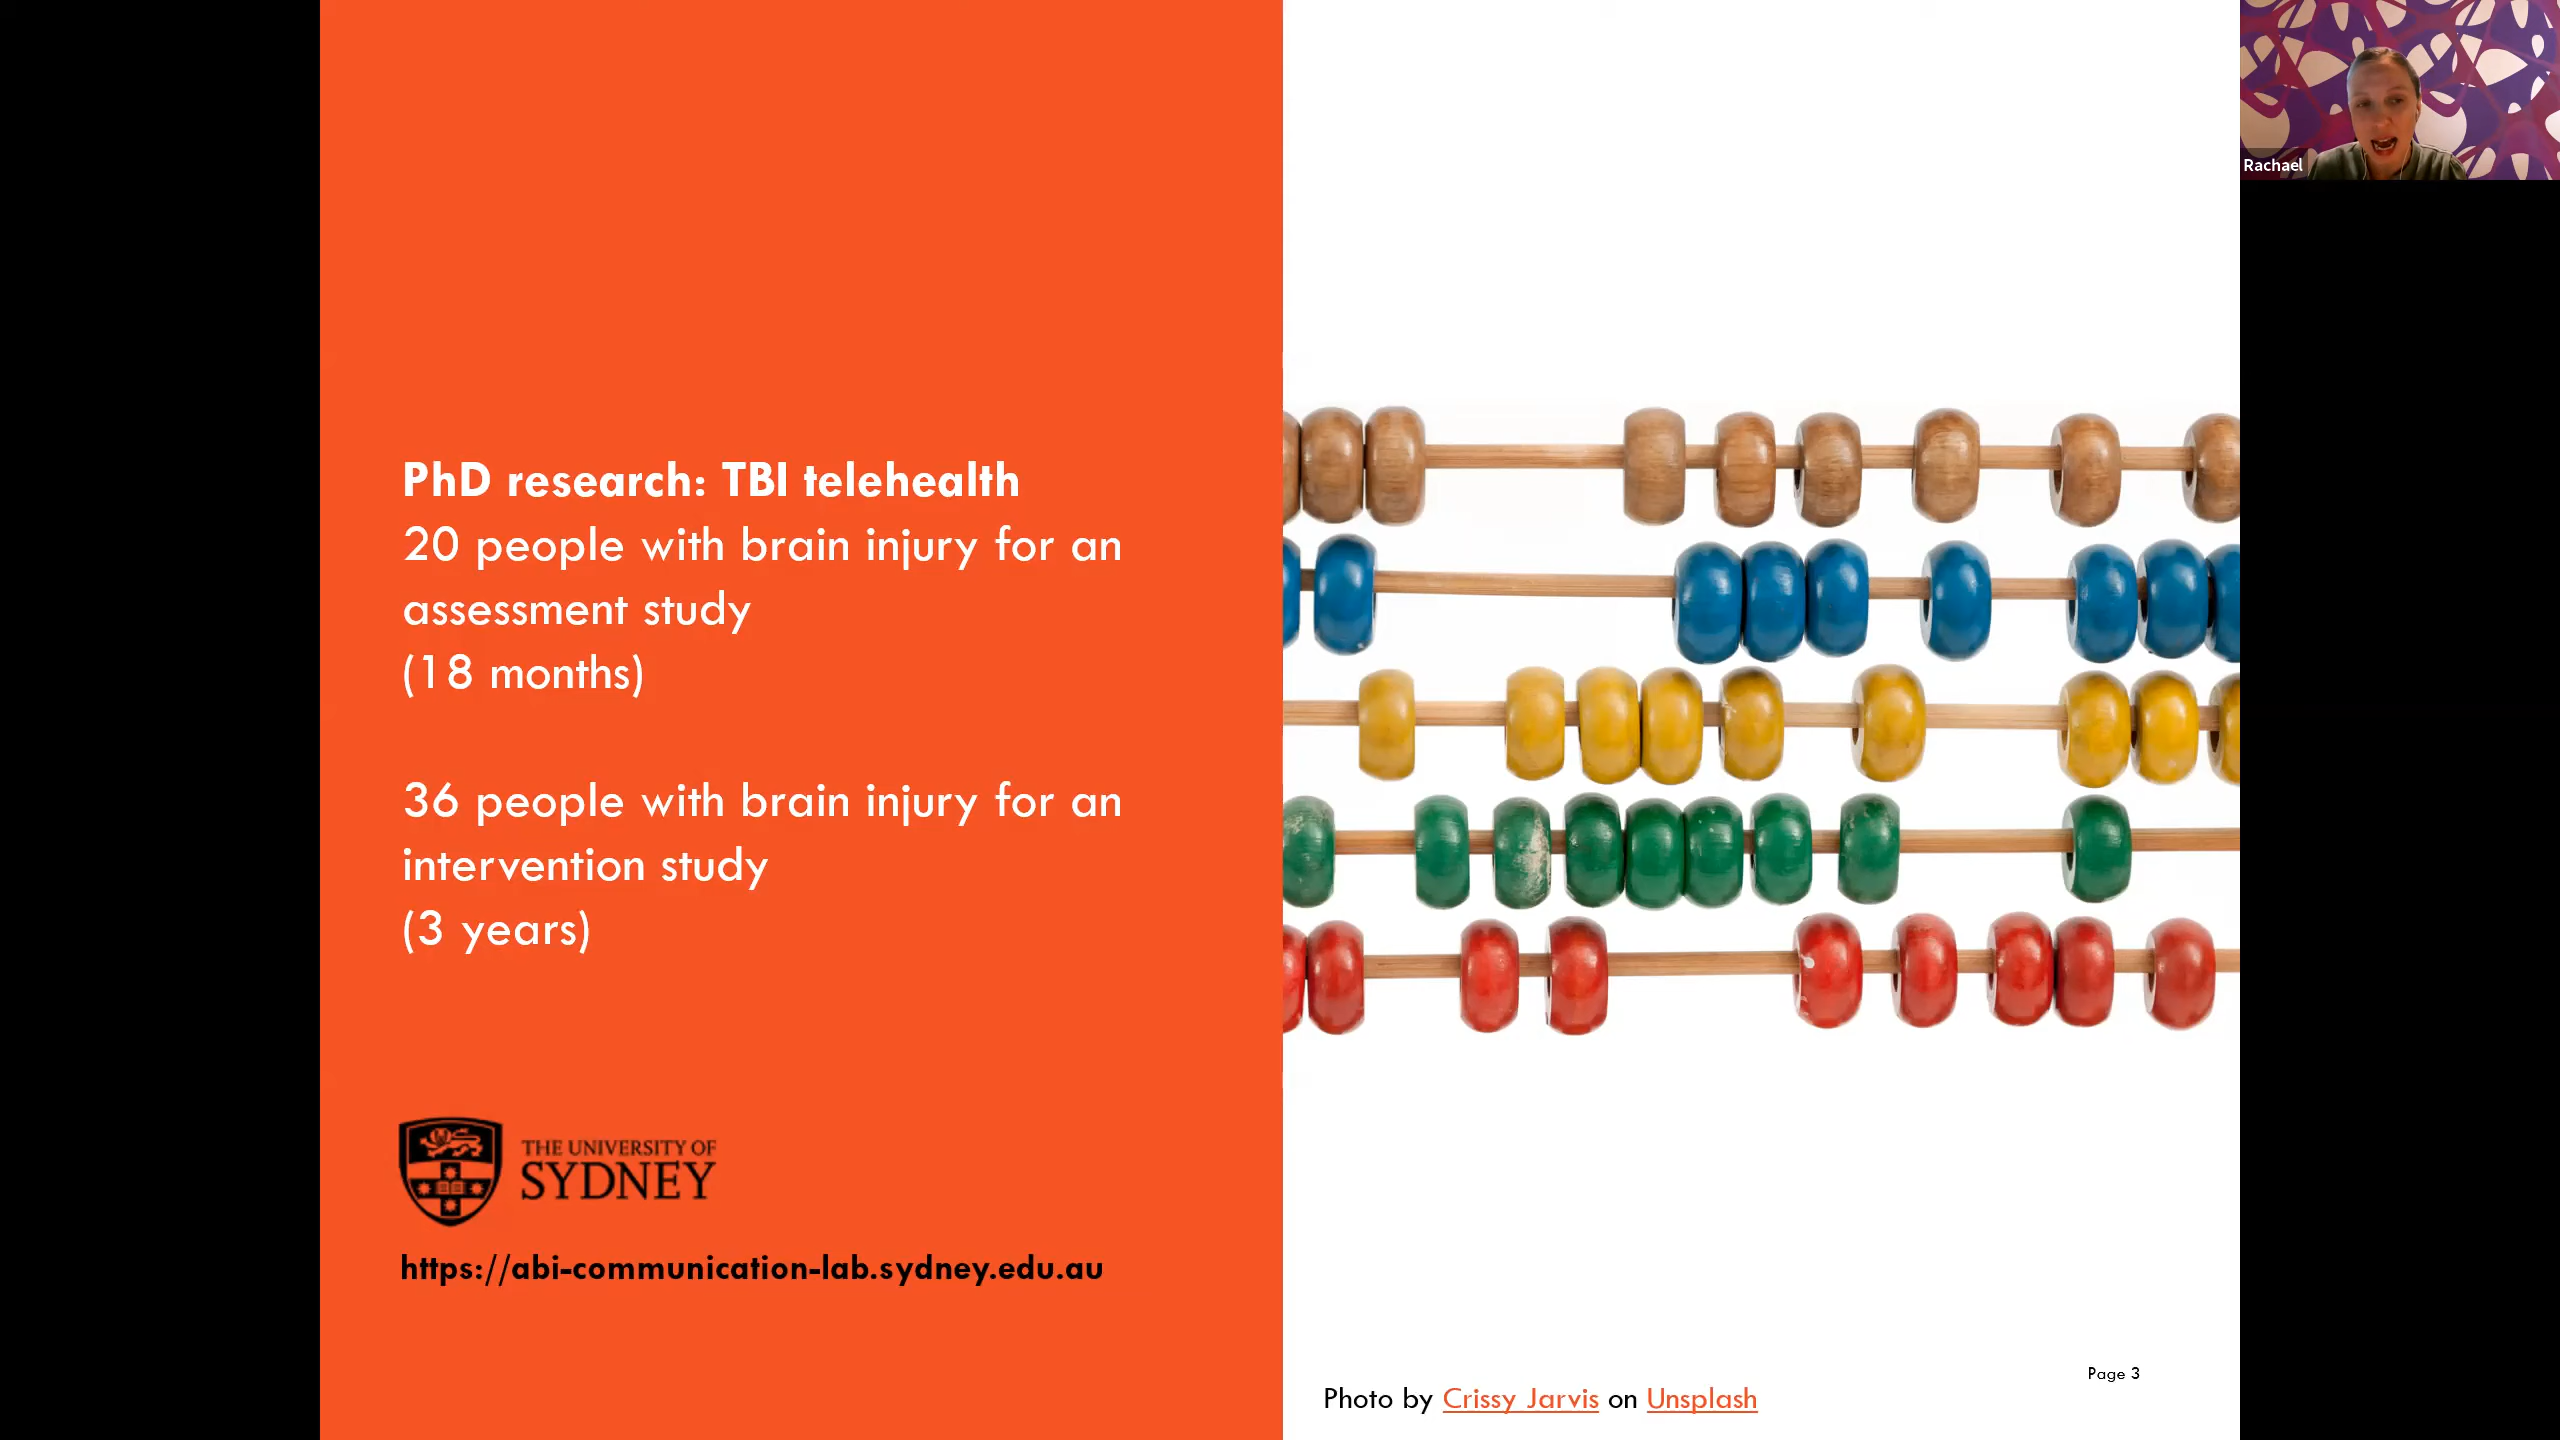 PhD research: TBI telehealth
20 people with brain injury for an
assessment study
(18 months)
36 people with brain injury for an
intervention study
(3 years)
THE UNIVERSITY OF
SYDNEY
https://abi-communication-lab.sydney.edu.au
Rachael
Page 3
Photo by Crissy Jarvis on Unsplash